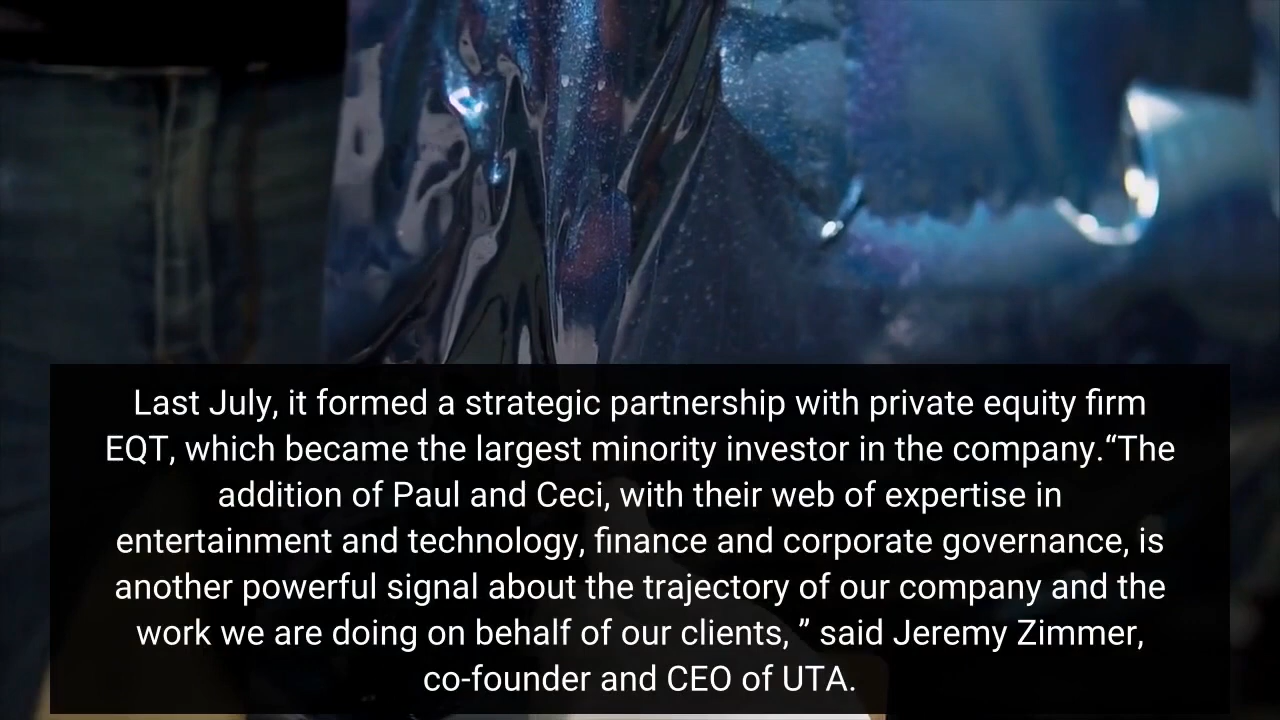 Last July, it formed a strategic partnership with private equity firm
EQT, which became the largest minority investor in the company.“The
addition of Paul and Ceci, with their web of expertise in
entertainment and technology, finance and corporate governance, is
another powerful signal about the trajectory of our company and the
work we are doing on behalf of our clients, ” said Jeremy Zimmer,
co-founder and CEO of UTA.